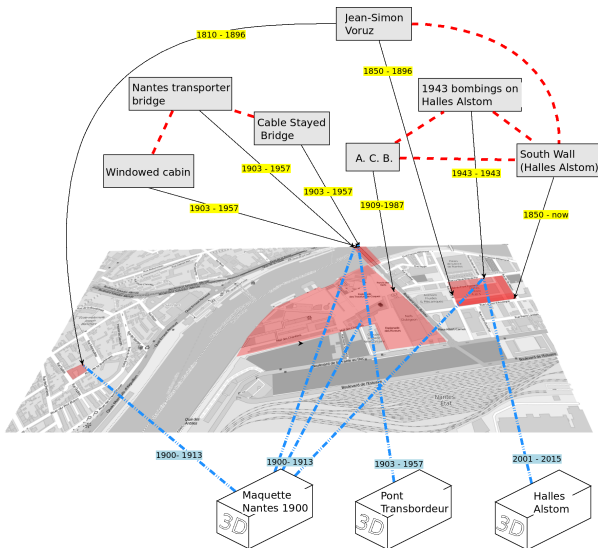 Jean-Simon
Voruz
1810 - 1896
1850 - 1896
Nantes transporter
bridge
1943 bombings on
Halles Alstom
Cable Stayed
Bridge
A. C. B.
South Wall
(Halles Alstom)
Windowed cabin
1903 - 1957
1943 - 1943
1903 - 1957
1903 - 1957
1909-1987
1850 - now
Nantes
État
1900- 1913
1900- 1913
1903 - 1957
2001 - 2015
Maquette
Nantes 1900
3D
Pont
Transbordeur
3D
Halles
Alstom
3D